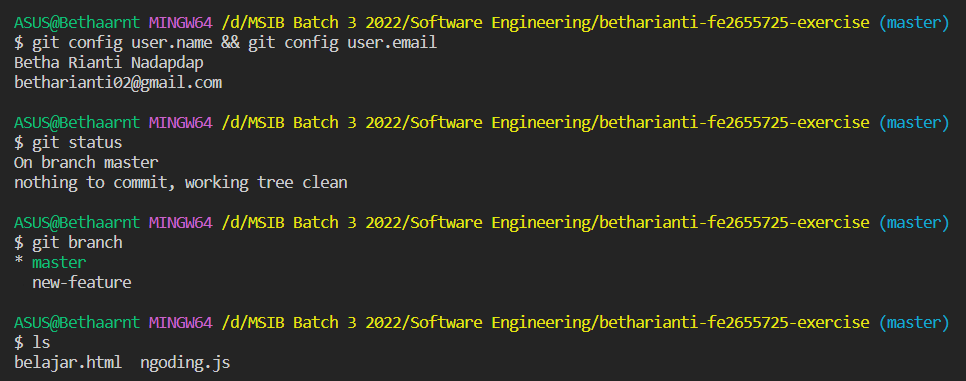 ASUS@Bethaarnt MINGW64 /d/MSIB Batch 3 2022/Software Engineering/betharianti-fe2655725-exercise (master)
$ git config user.name && git config user.email
Betha Rianti Nadapdap
betharianti02@gmail.com
ASUS@Bethaarnt MINGW64 /d/MSIB Batch 3 2022/Software Engineering/betharianti-fe2655725-exercise (master)
$ git status
On branch master
nothing to commit, working tree clean
ASUS@Bethaarnt MINGW64 /d/MSIB Batch 3 2022/Software Engineering/betharianti-fe2655725-exercise (master)
$ git branch
* master
  new-feature
ASUS@Bethaarnt MINGW64 /d/MSIB Batch 3 2022/Software Engineering/betharianti-fe2655725-exercise (master)
$ ls
belajar.html  ngoding.js